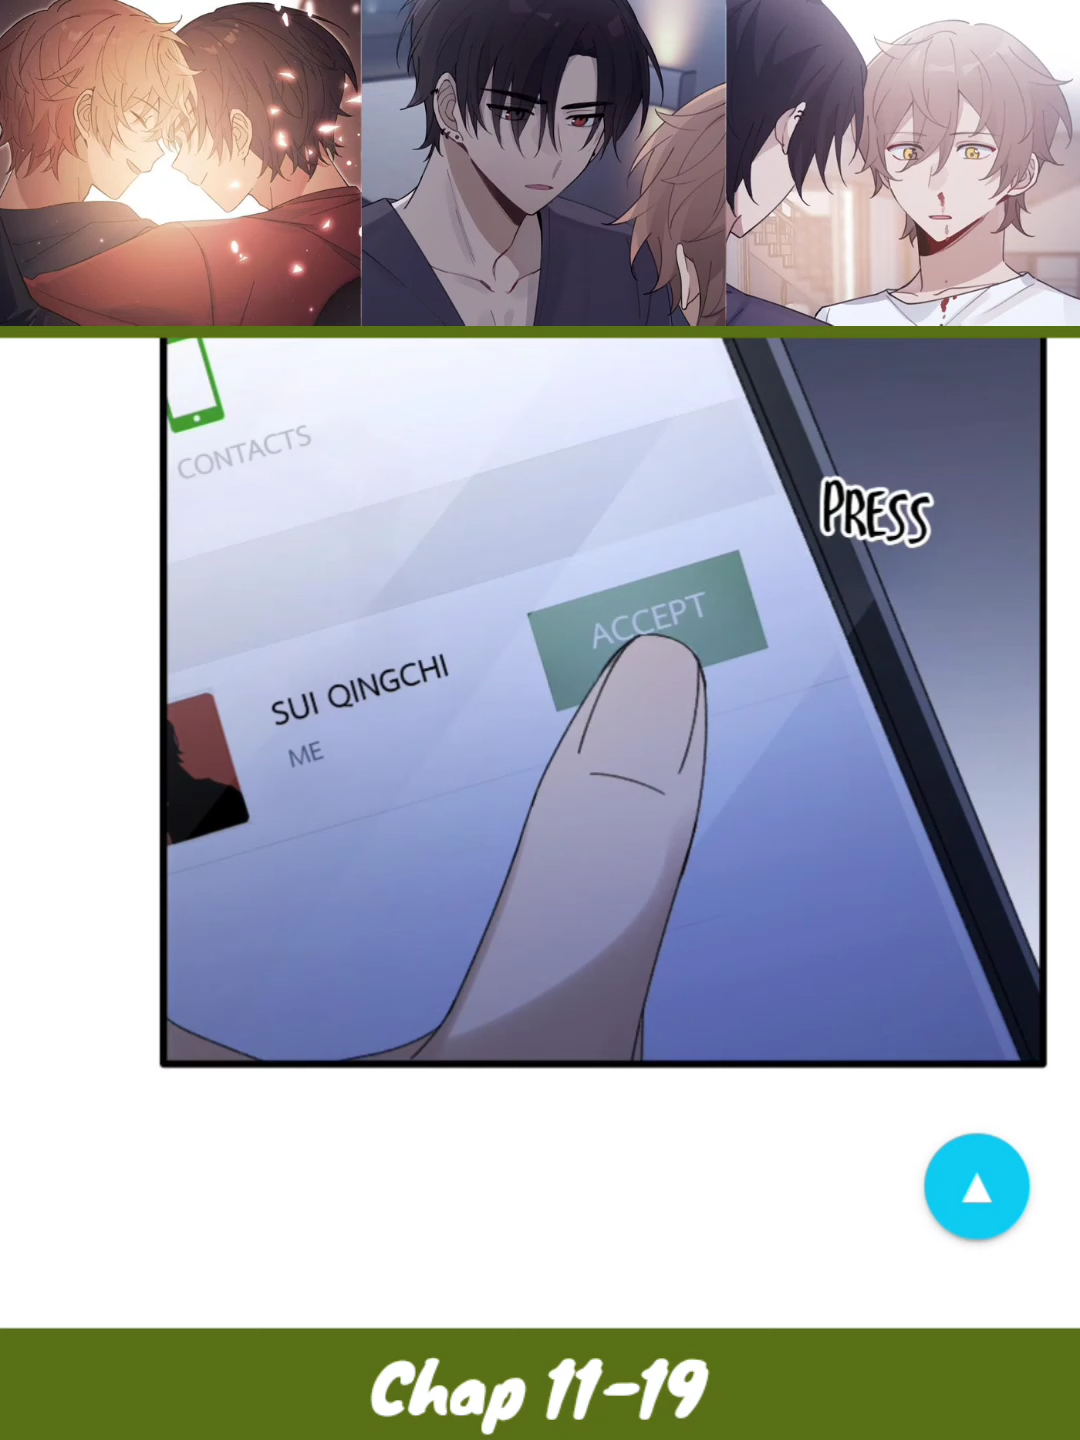 CONTACTS
PRESS
ACCEPT
SUI QINGCHI
ME
Chap 11-19